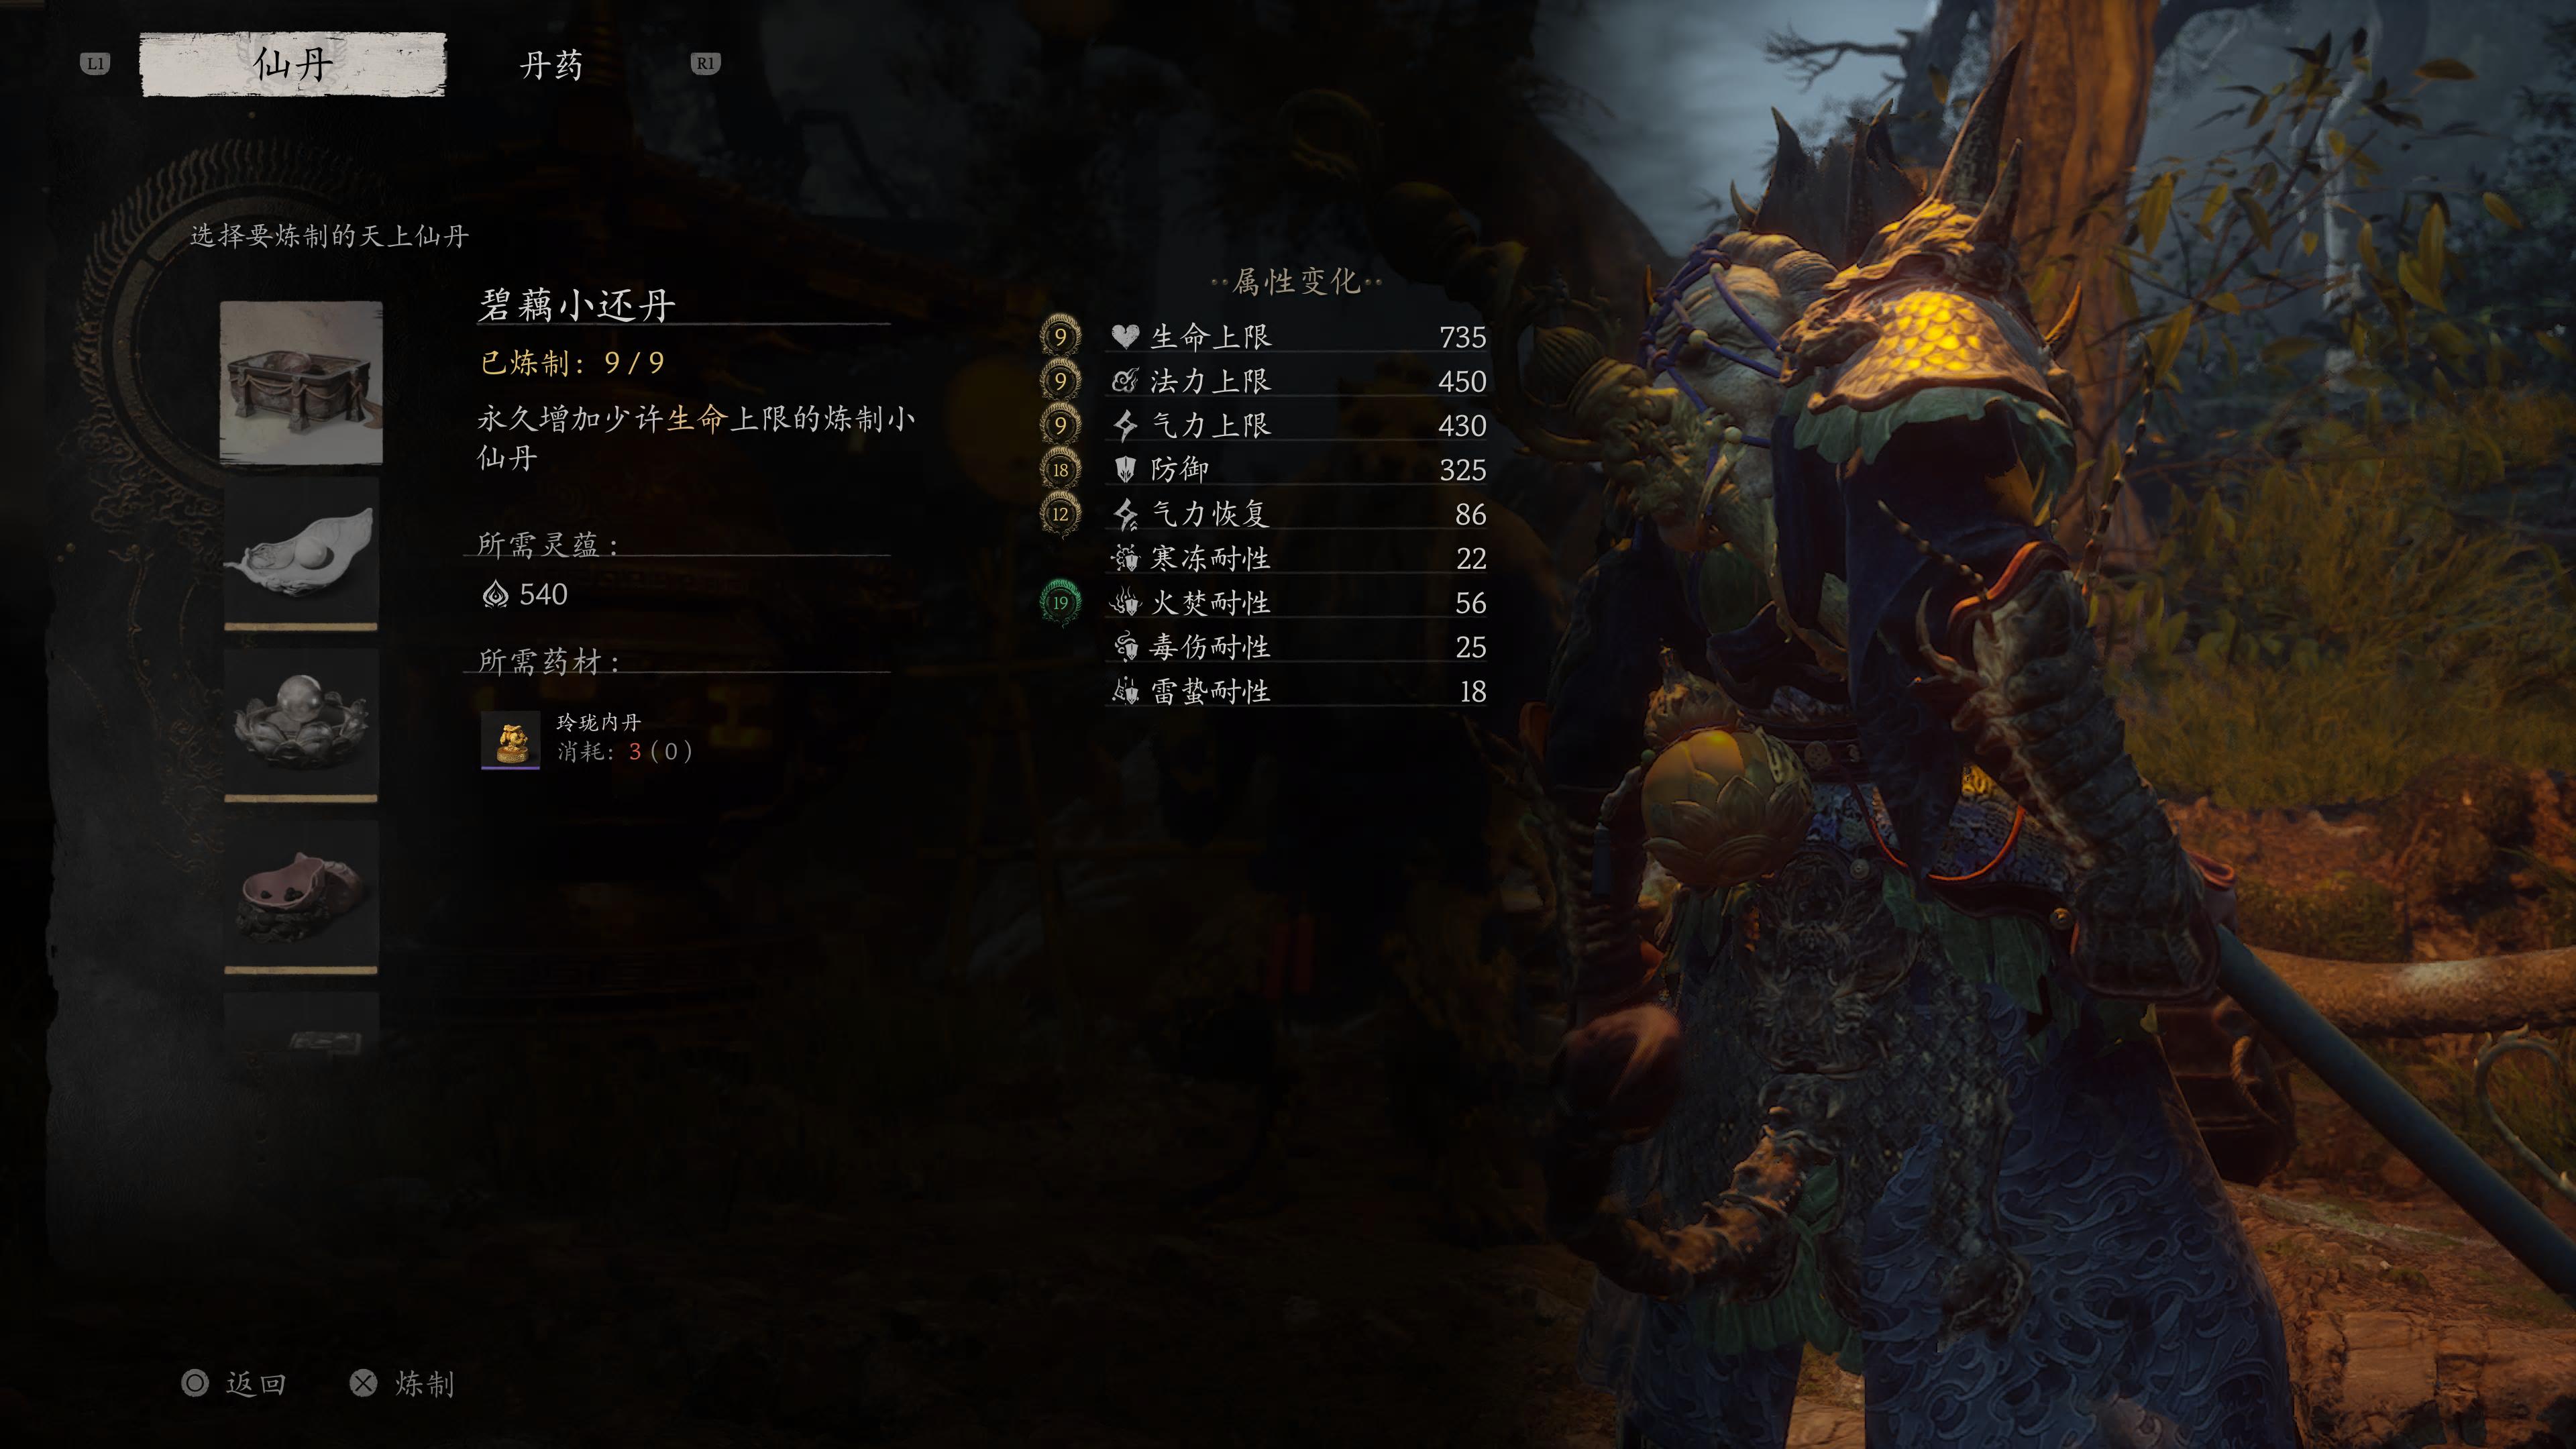 L1
仙丹
丹药
R1
选择要炼制的天上仙丹
碧藕小还丹
已炼制：9/9
永久增加少许生命上限的炼制小
仙丹
所需灵蕴：
540
所需药材：
玲珑内丹
消耗：3(0)
··属性变化··
9 生命上限 735
9 法力上限 450
9 气力上限 430
18 防御 325
12 气力恢复 86
寒冻耐性 22
19 火焚耐性 56
毒伤耐性 25
雷蛰耐性 18
返回
炼制